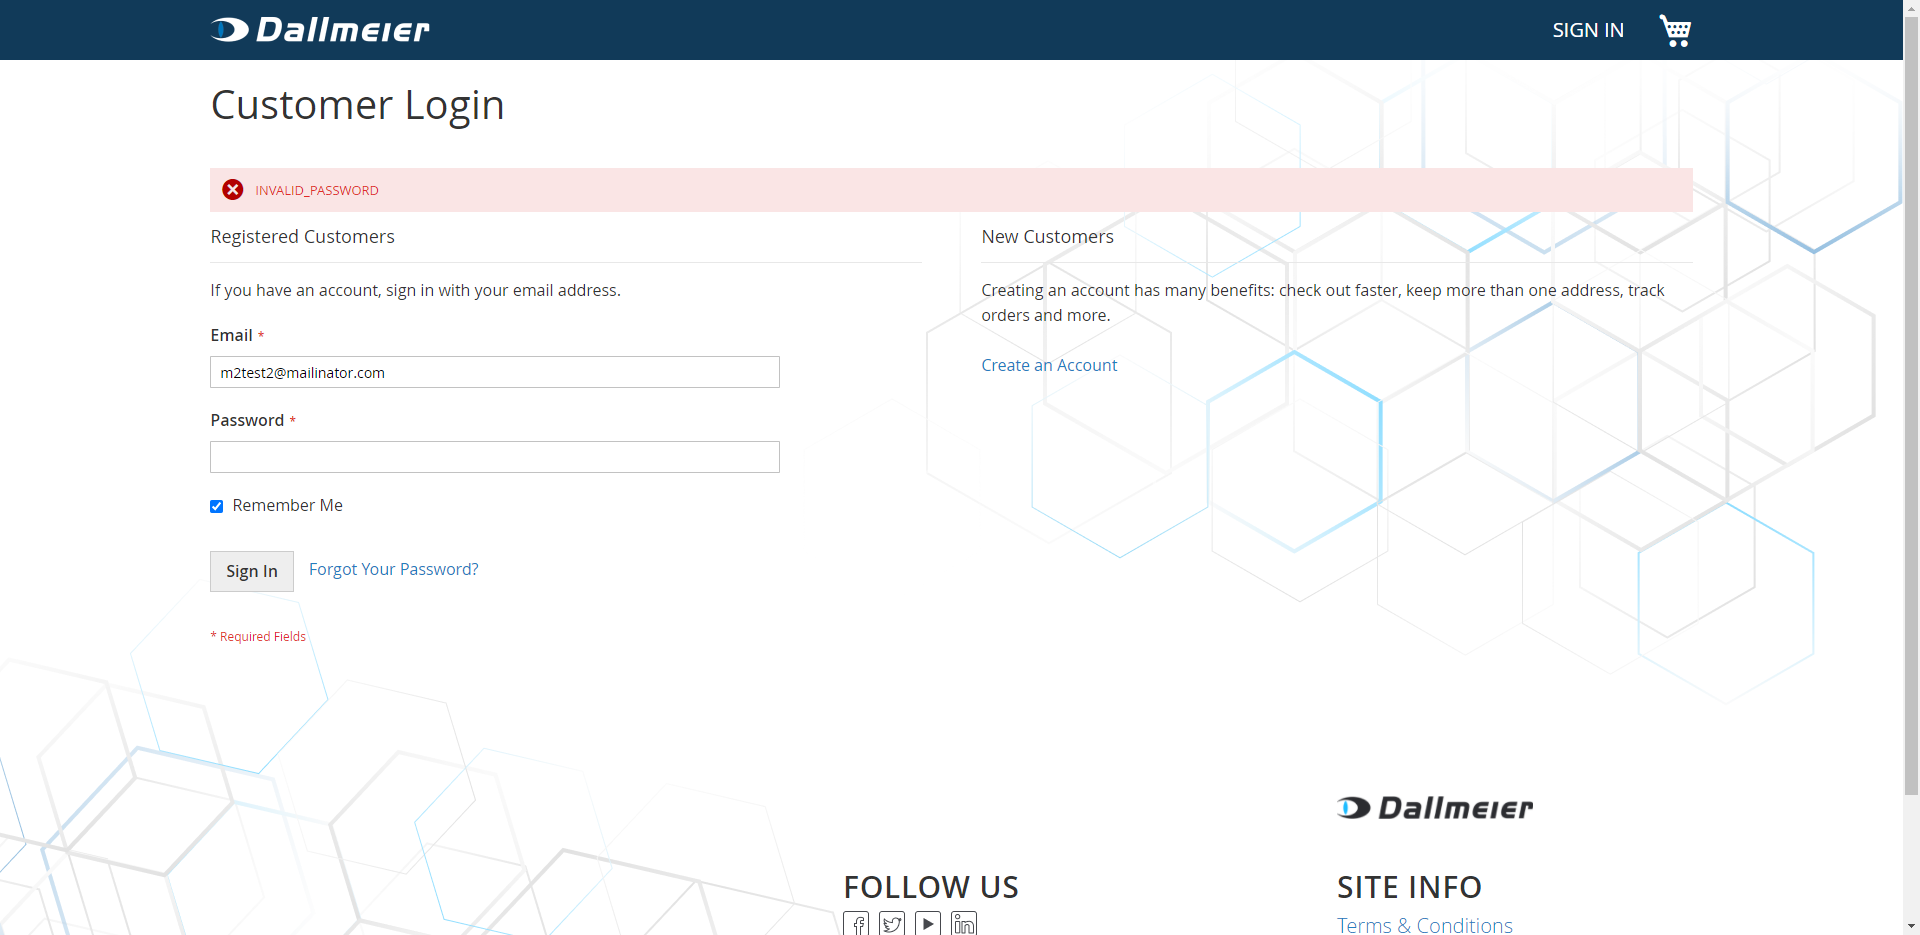 Dallmeier
SIGN IN
Customer Login
INVALID_PASSWORD
Registered Customers
If you have an account, sign in with your email address.
Email *
m2test2@mailinator.com
Password *
Remember Me
Sign In
Forgot Your Password?
* Required Fields
New Customers
Creating an account has many benefits: check out faster, keep more than one address, track
orders and more.
Create an Account
Dallmeier
FOLLOW US
SITE INFO
Terms & Conditions